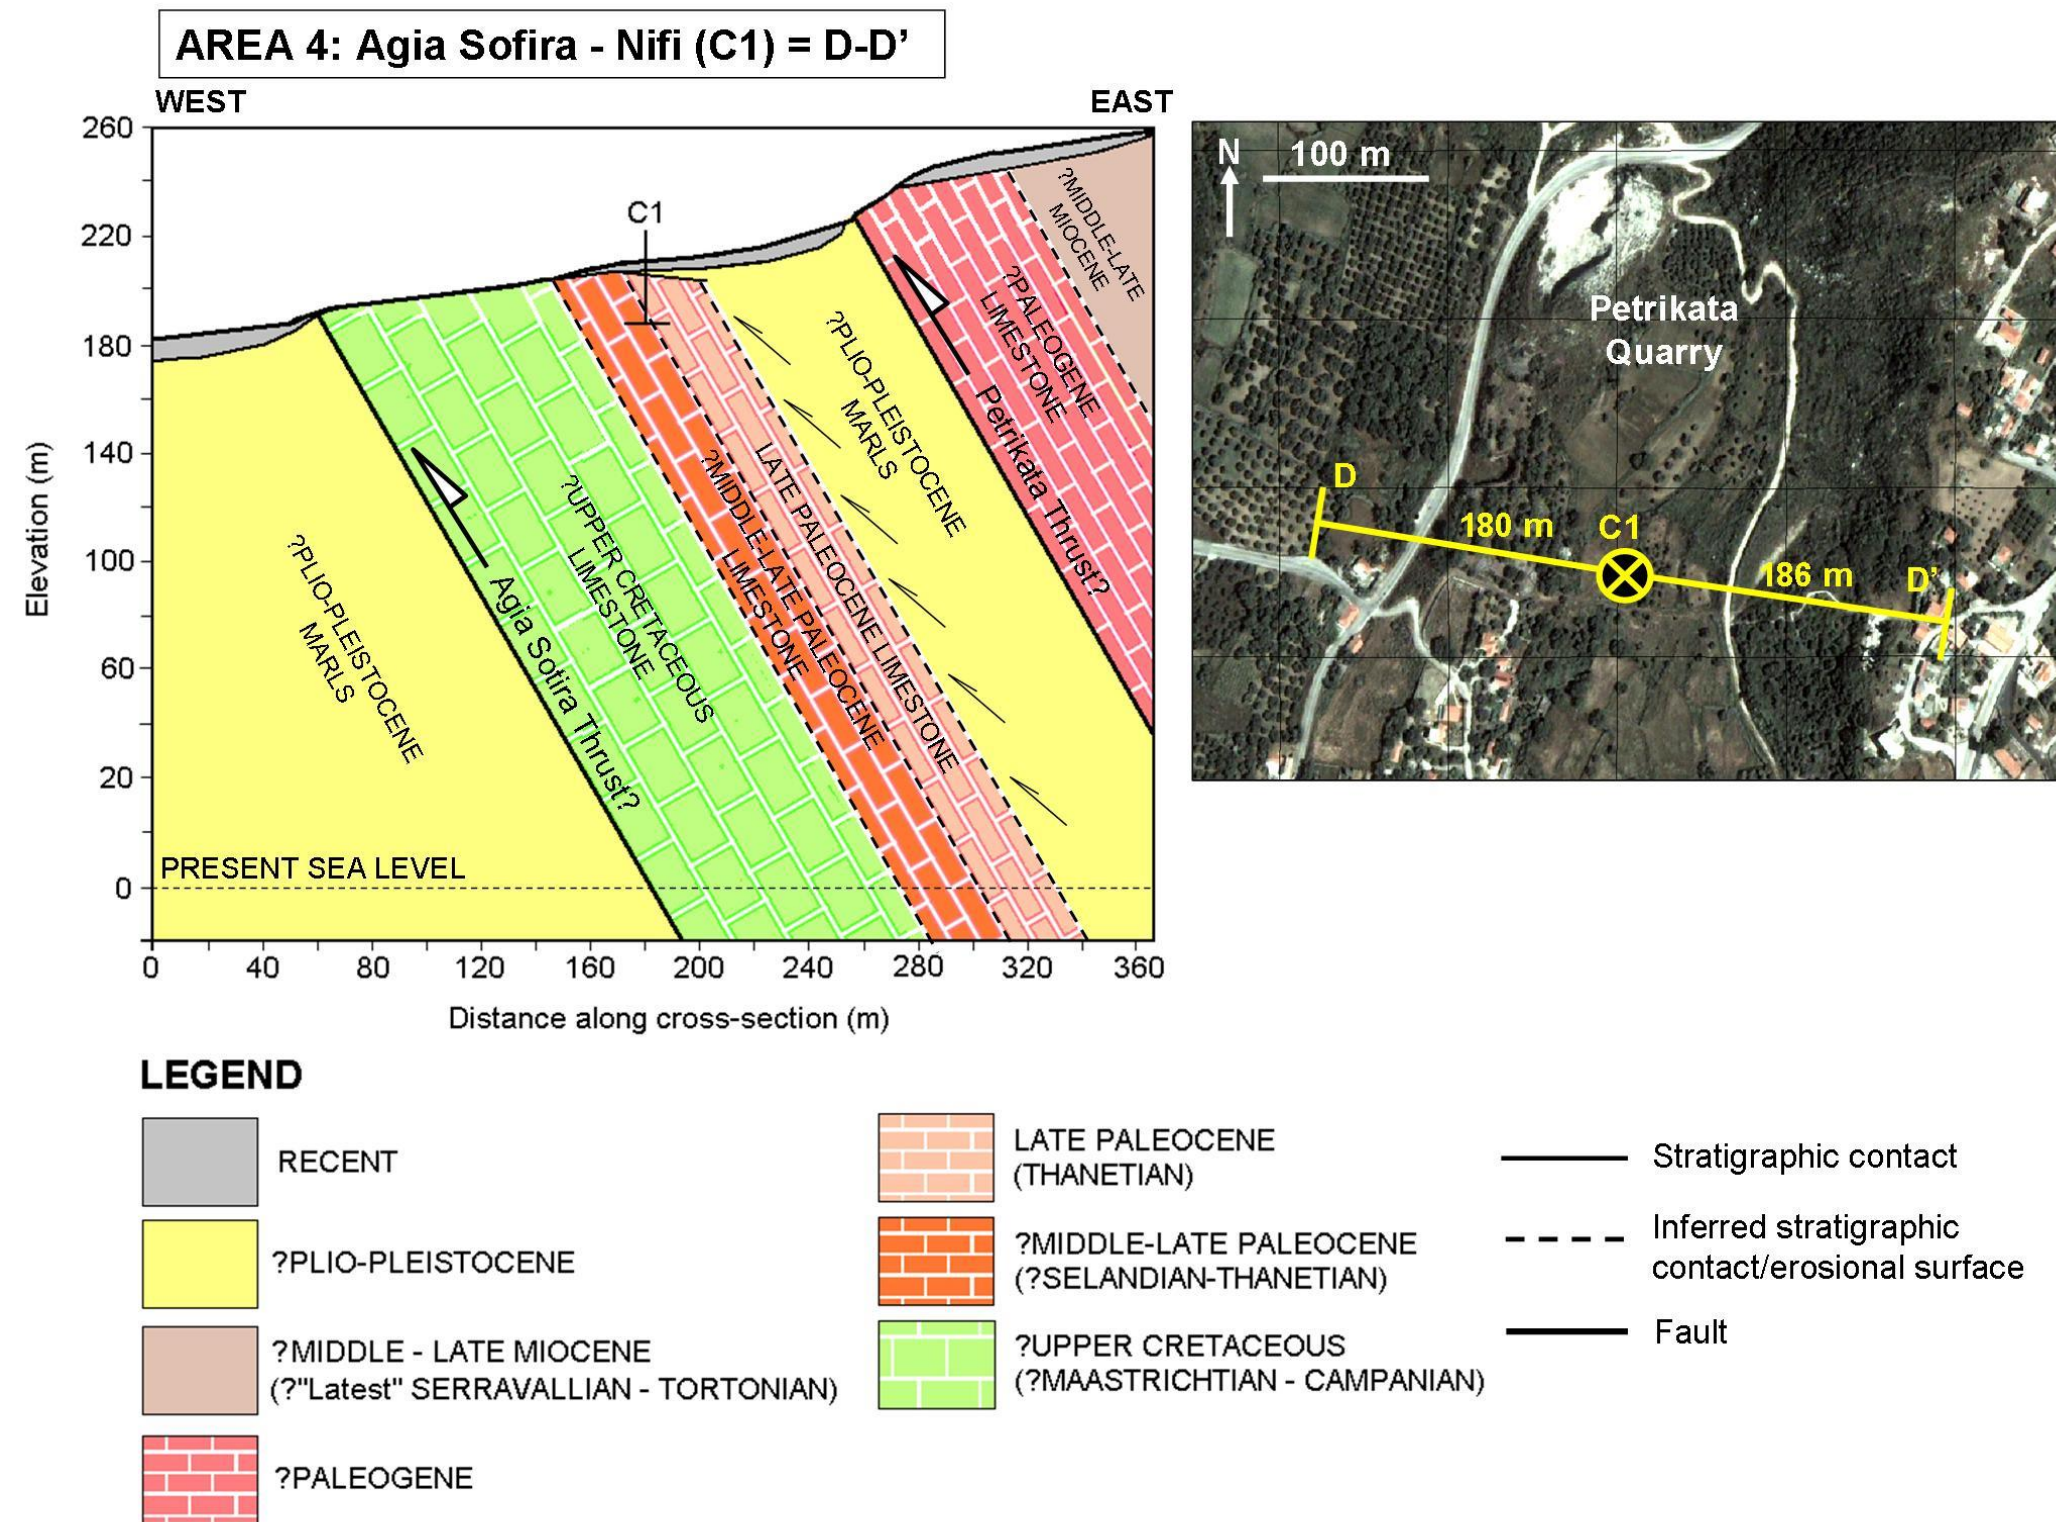 AREA 4: Agia Sofira - Nifi (C1) = D-D’
WEST
EAST
260
220
180
140
100
60
20
0
Elevation (m)
C1
?PLIO-PLEISTOCENE
MARLS
Agia Sotira Thrust?
?UPPER CRETACEOUS
LIMESTONE
?MIDDLE-LATE PALEOCENE
LIMESTONE
LATE PALEOCENE LIMESTONE
?PLIO-PLEISTOCENE
MARLS
Petrikata Thrust?
?PALEOGENE
LIMESTONE
?MIDDLE-LATE
MIOCENE
PRESENT SEA LEVEL
0
40
80
120
160
200
240
280
320
360
Distance along cross-section (m)
N
100 m
Petrikata
Quarry
D
180 m
C1
186 m
D’
LEGEND
RECENT
?PLIO-PLEISTOCENE
?MIDDLE - LATE MIOCENE
(?"Latest" SERRAVALLIAN - TORTONIAN)
?PALEOGENE
LATE PALEOCENE
(THANETIAN)
?MIDDLE-LATE PALEOCENE
(?SELANDIAN-THANETIAN)
?UPPER CRETACEOUS
(?MAASTRICHTIAN - CAMPANIAN)
Stratigraphic contact
Inferred stratigraphic
contact/erosional surface
Fault